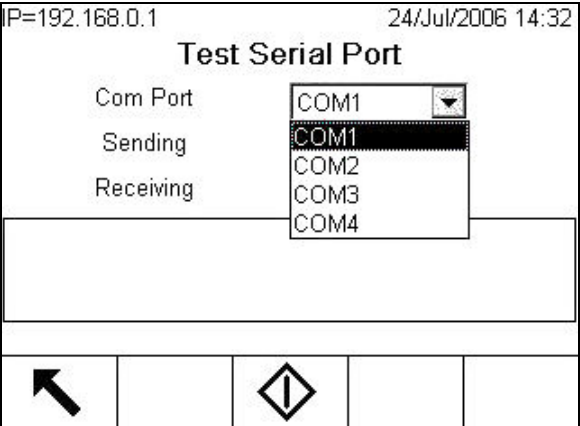 IP=192.168.0.1 24/Jul/2006 14:32
Test Serial Port
Com Port COM1
Sending COM1
COM2
Receiving COM3
COM4